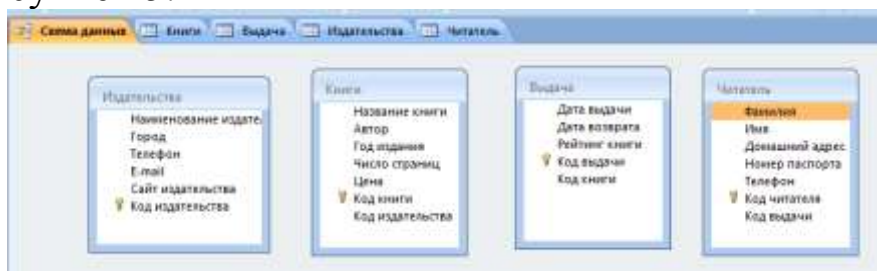 Схема данных Книги Выдача Издательства Читатель
Издательства
Наименование издате
Город
Телефон
E-mail
Сайт издательства
Код издательства
Книги
Название книги
Автор
Год издания
Число страниц
Цена
Код книги
Код издательства
Выдача
Дата выдачи
Дата возврата
Рейтинг книги
Код выдачи
Код книги
Читатель
Фамилия
Имя
Домашний адрес
Номер паспорта
Телефон
Код читателя
Код выдачи